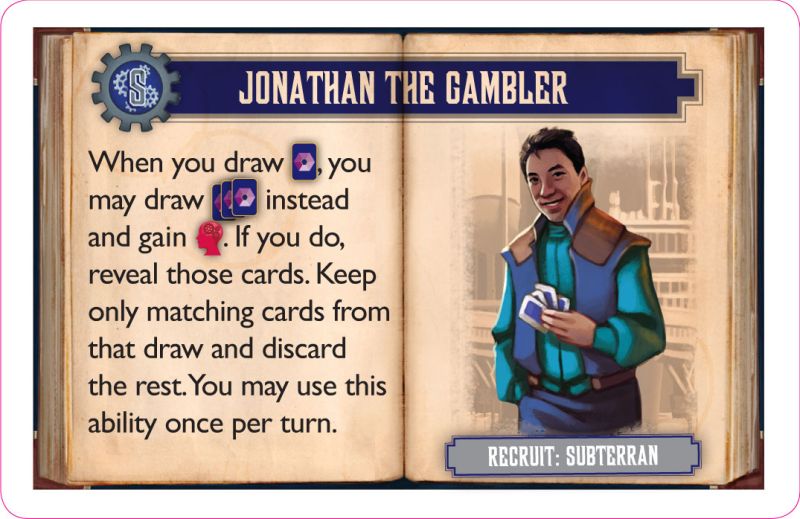 S
JONATHAN THE GAMBLER
When you draw , you
may draw instead
and gain . If you do,
reveal those cards. Keep
only matching cards from
that draw and discard
the rest. You may use this
ability once per turn.
RECRUIT: SUBTERRAN